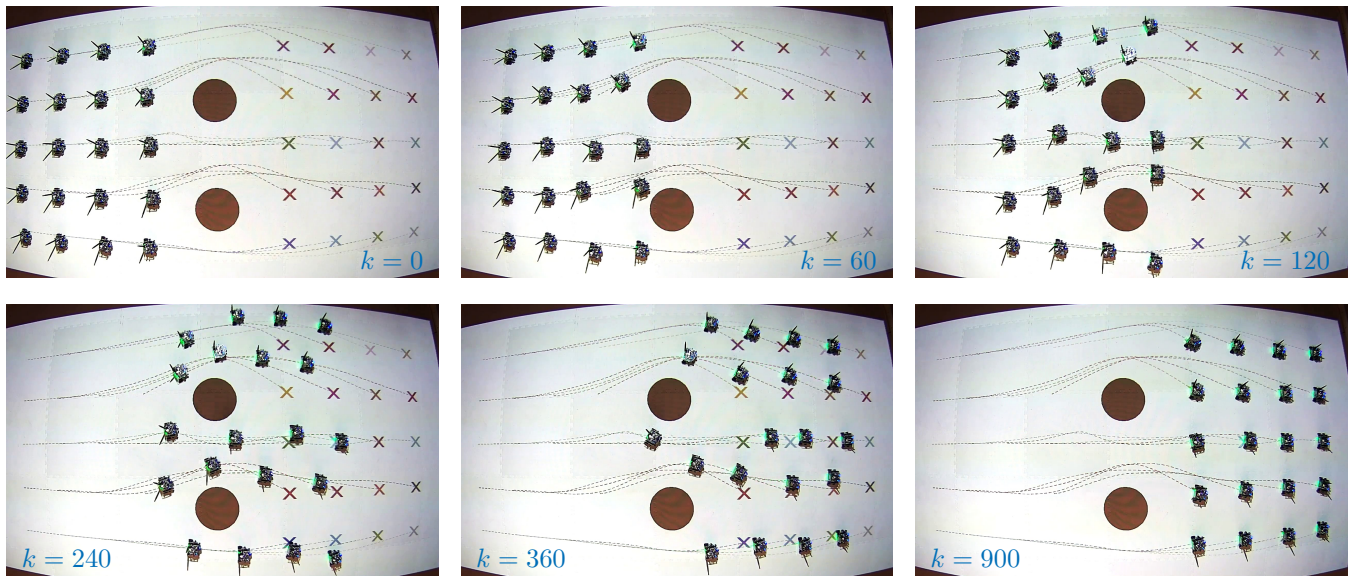 k = 0
k = 60
k = 120
k = 240
k = 360
k = 900